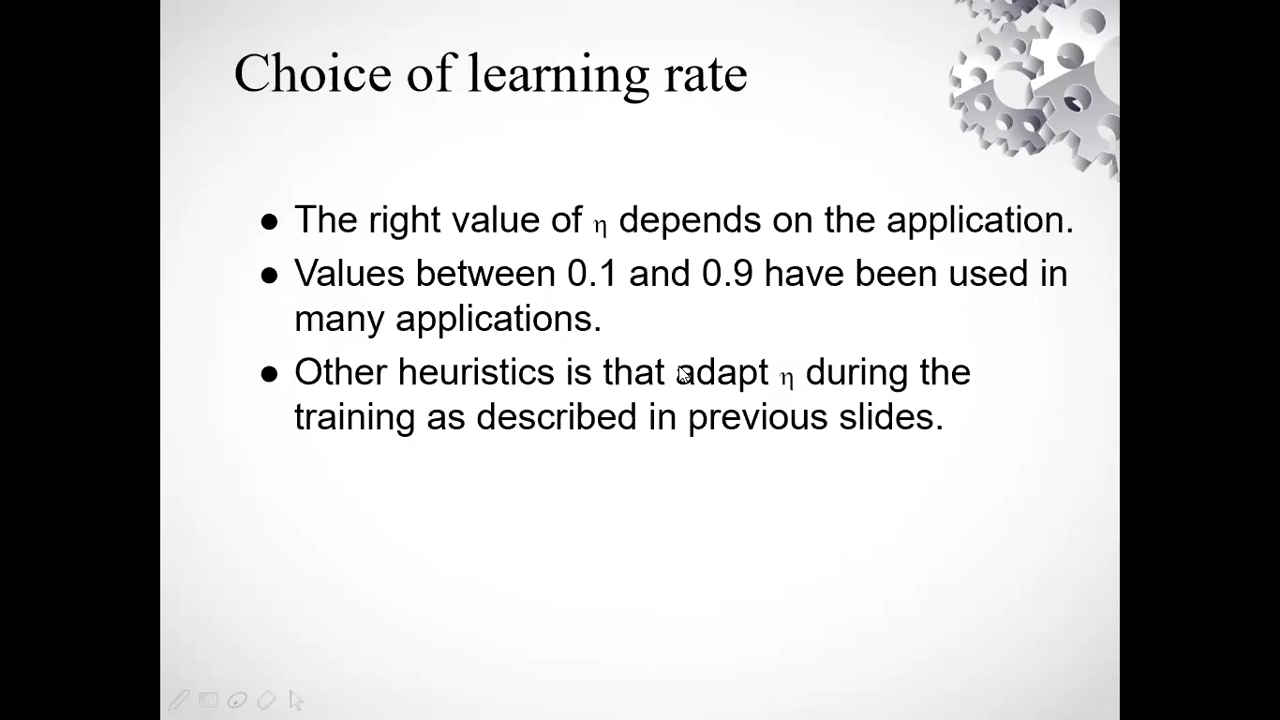 Choice of learning rate
● The right value of η depends on the application.
● Values between 0.1 and 0.9 have been used in
many applications.
● Other heuristics is that adapt η during the
training as described in previous slides.